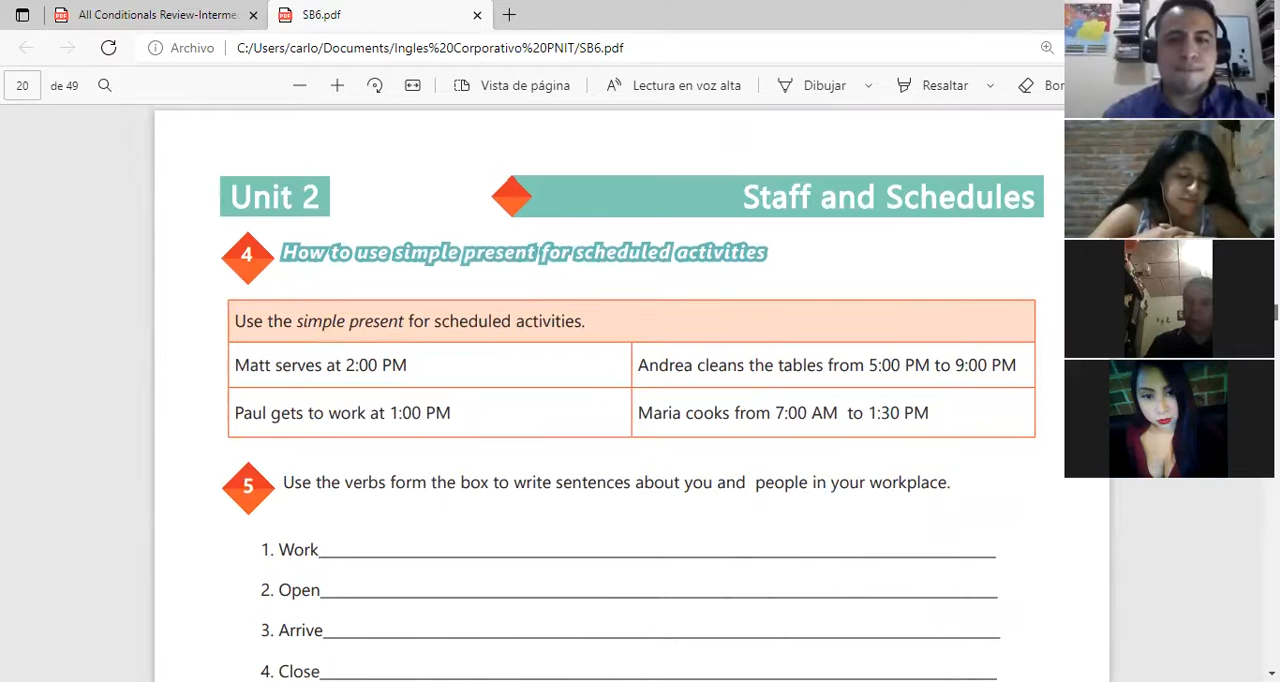 All Conditionals Review-Interme
SB6.pdf
Archivo
C:/Users/carlo/Documents/Ingles%20Corporativo%20PNIT/SB6.pdf
20 de 49
Vista de página
Lectura en voz alta
Dibujar
Resaltar
Bor
Unit 2
Staff and Schedules
4 How to use simple present for scheduled activities
Use the simple present for scheduled activities.
Matt serves at 2:00 PM
Andrea cleans the tables from 5:00 PM to 9:00 PM
Paul gets to work at 1:00 PM
Maria cooks from 7:00 AM to 1:30 PM
5 Use the verbs form the box to write sentences about you and people in your workplace.
1. Work
2. Open
3. Arrive
4. Close